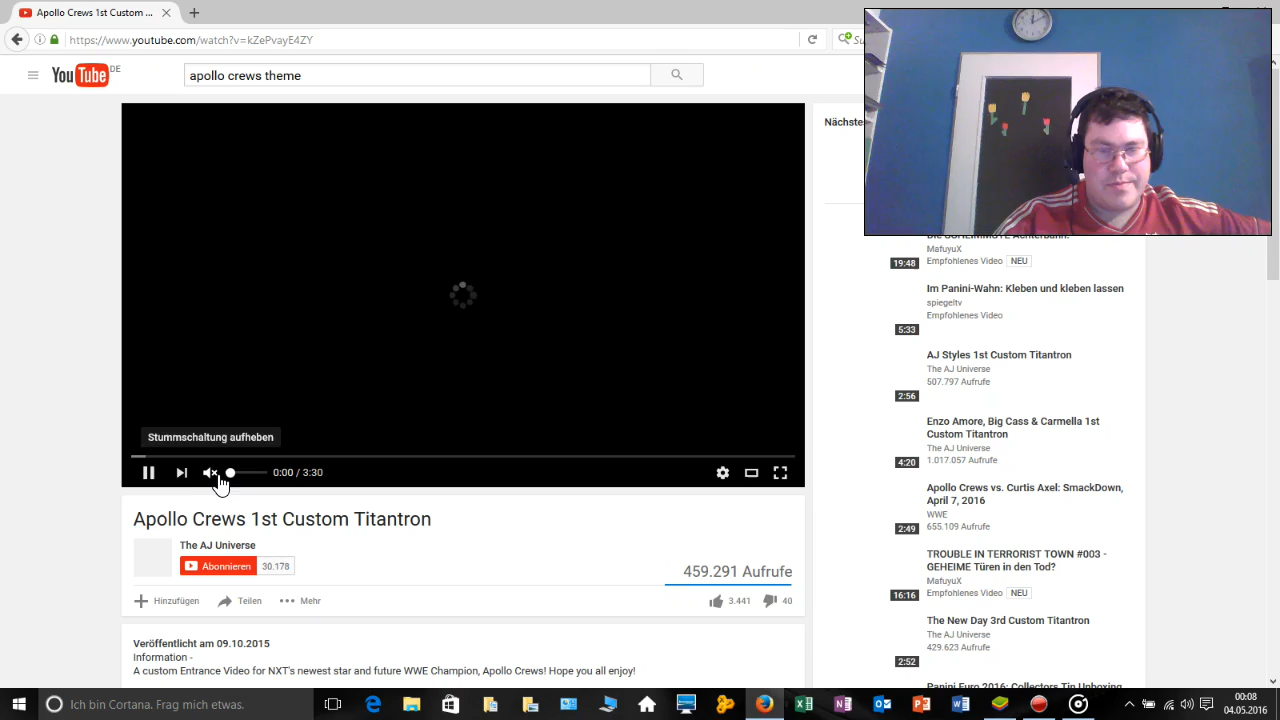 Apollo Crews 1st Custom ...
https://www.youtube.com/watch?v=kZePvayE4ZY
YouTube DE
apollo crews theme
Nächste
19:48
MafuyuX
Empfohlenes Video NEU
Im Panini-Wahn: Kleben und kleben lassen
spiegeltv
Empfohlenes Video
5:33
AJ Styles 1st Custom Titantron
The AJ Universe
507.797 Aufrufe
2:56
Enzo Amore, Big Cass & Carmella 1st
Custom Titantron
The AJ Universe
1.017.057 Aufrufe
4:20
Apollo Crews vs. Curtis Axel: SmackDown,
April 7, 2016
WWE
655.109 Aufrufe
2:49
TROUBLE IN TERRORIST TOWN #003 -
GEHEIME Türen in den Tod?
MafuyuX
Empfohlenes Video NEU
16:16
The New Day 3rd Custom Titantron
The AJ Universe
429.623 Aufrufe
2:52
Panini Euro 2016: Collectors Tin Unboxing
Stummschaltung aufheben
0:00 / 3:30
Apollo Crews 1st Custom Titantron
The AJ Universe
Abonnieren 30.178
459.291 Aufrufe
Hinzufügen Teilen Mehr
3.441 40
Veröffentlicht am 09.10.2015
Information -
A custom Entrance Video for NXT's newest star and future WWE Champion, Apollo Crews! Hope you all enjoy!
Ich bin Cortana. Frag mich etwas.
00:08
04.05.2016